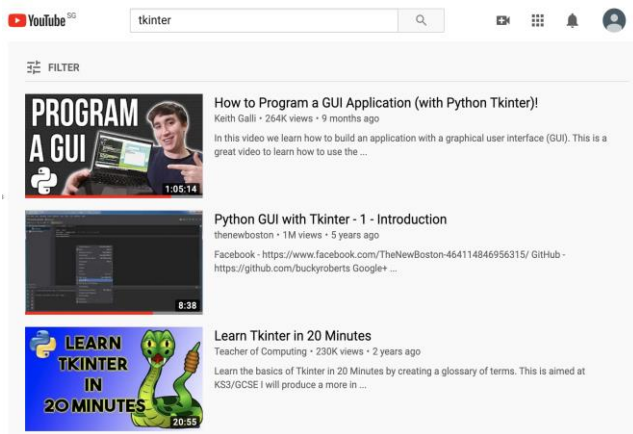 YouTube SG
tkinter
FILTER
PROGRAM
A GUI
1:05:14
How to Program a GUI Application (with Python Tkinter)!
Keith Galli • 264K views • 9 months ago
In this video we learn how to build an application with a graphical user interface (GUI). This is a
great video to learn how to use the ...
8:38
Python GUI with Tkinter - 1 - Introduction
thenewboston • 1M views • 5 years ago
Facebook - https://www.facebook.com/TheNewBoston-464114846956315/ GitHub -
https://github.com/buckyroberts Google+ ...
LEARN
TKINTER
IN
20 MINUTES
20:55
Learn Tkinter in 20 Minutes
Teacher of Computing • 230K views • 2 years ago
Learn the basics of Tkinter in 20 Minutes by creating a glossary of terms. This is aimed at
KS3/GCSE I will produce a more in ...